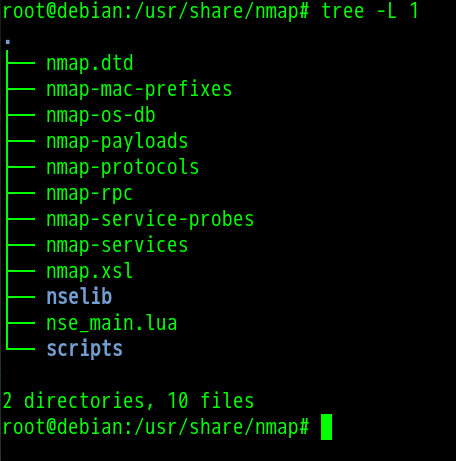 root@debian:/usr/share/nmap# tree -L 1
.
├── nmap.dtd
├── nmap-mac-prefixes
├── nmap-os-db
├── nmap-payloads
├── nmap-protocols
├── nmap-rpc
├── nmap-service-probes
├── nmap-services
├── nmap.xsl
├── nselib
├── nse_main.lua
└── scripts

2 directories, 10 files
root@debian:/usr/share/nmap#